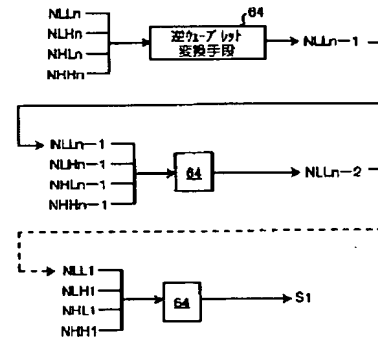 NLLn
NLHn
NHLn
NHHn
64
逆ウェーブレット
変換手段
NLLn-1
NLLn-1
NLHn-1
NHLn-1
NHHn-1
64
NLLn-2
NLL1
NLH1
NHL1
NHH1
64
S1